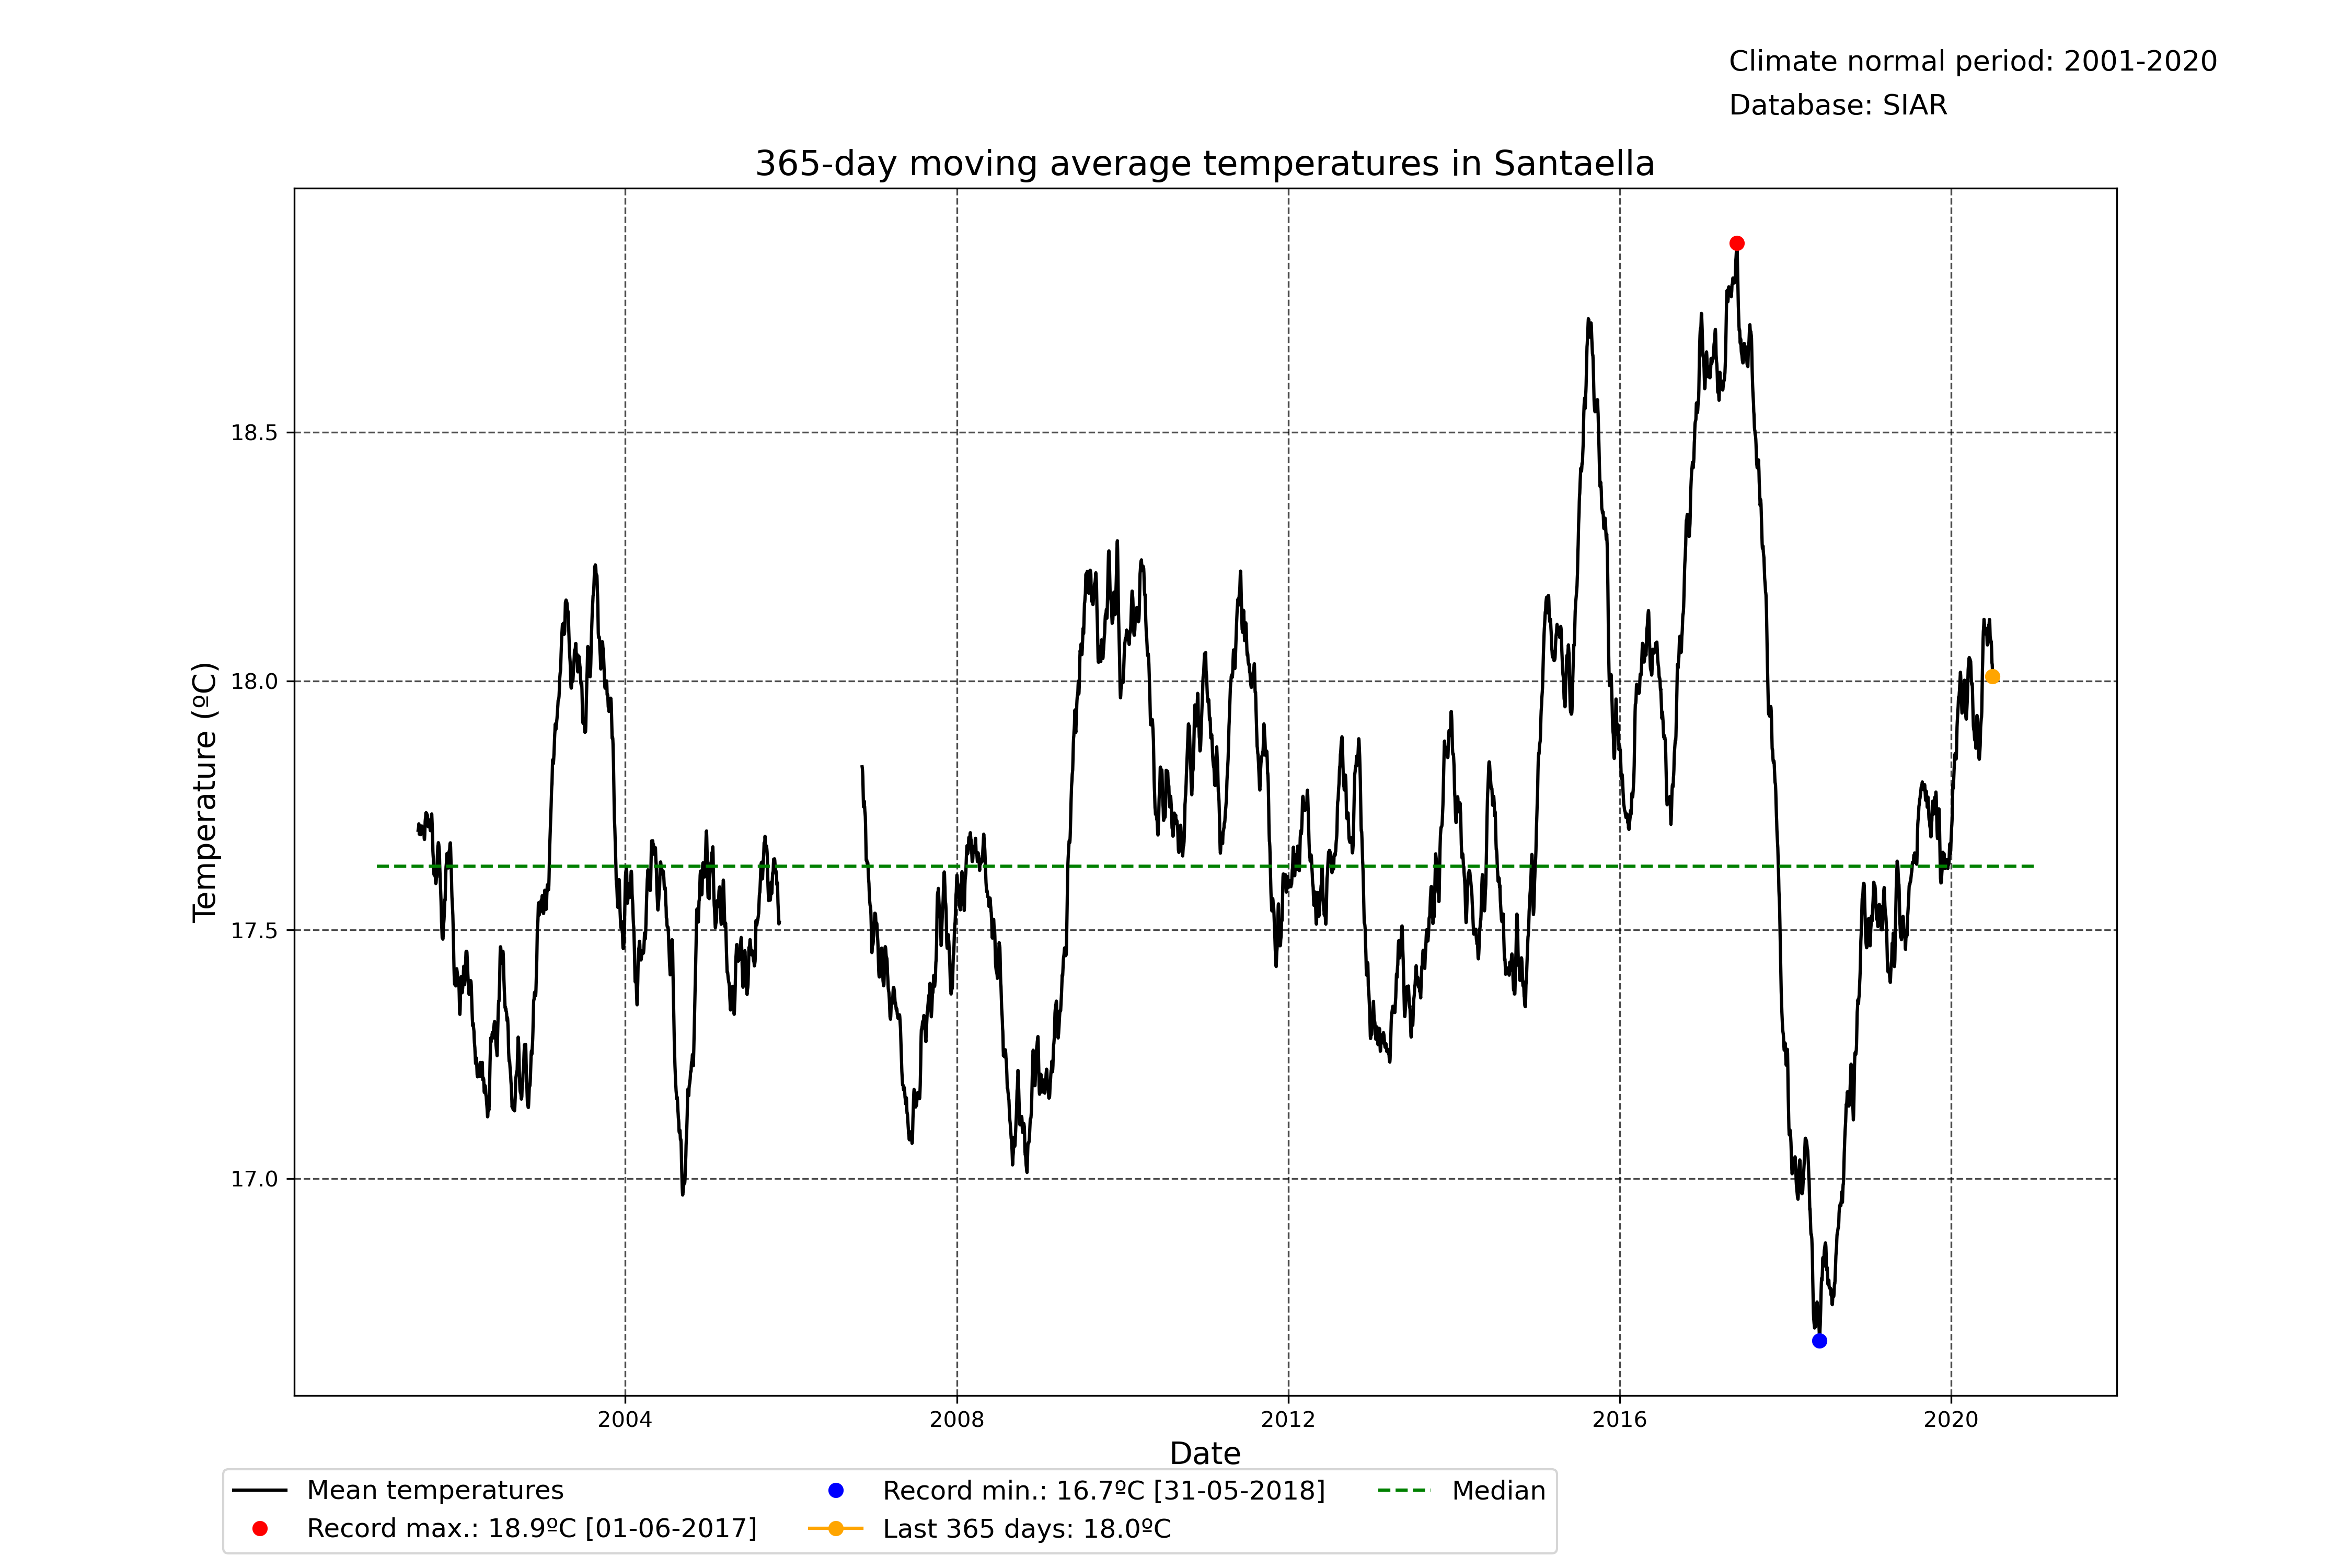 Climate normal period: 2001-2020
Database: SIAR
365-day moving average temperatures in Santaella
Temperature (ºC)
18.5
18.0
17.5
17.0
2004
2008
2012
2016
2020
Date
Mean temperatures
Record max.: 18.9ºC [01-06-2017]
Record min.: 16.7ºC [31-05-2018]
Last 365 days: 18.0ºC
Median